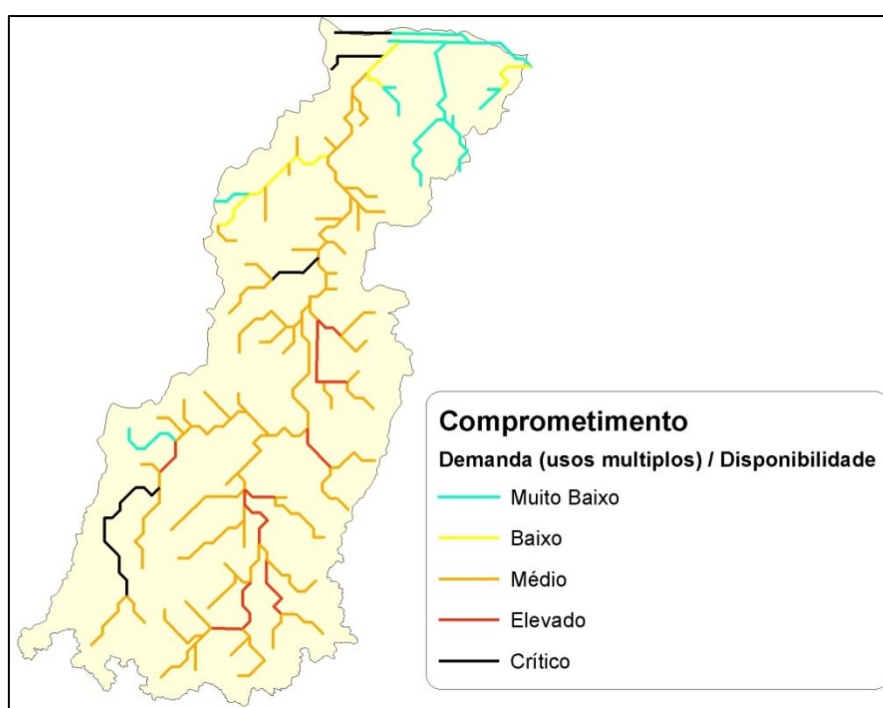 Comprometimento
Demanda (usos multiplos) / Disponibilidade
Muito Baixo
Baixo
Médio
Elevado
Crítico